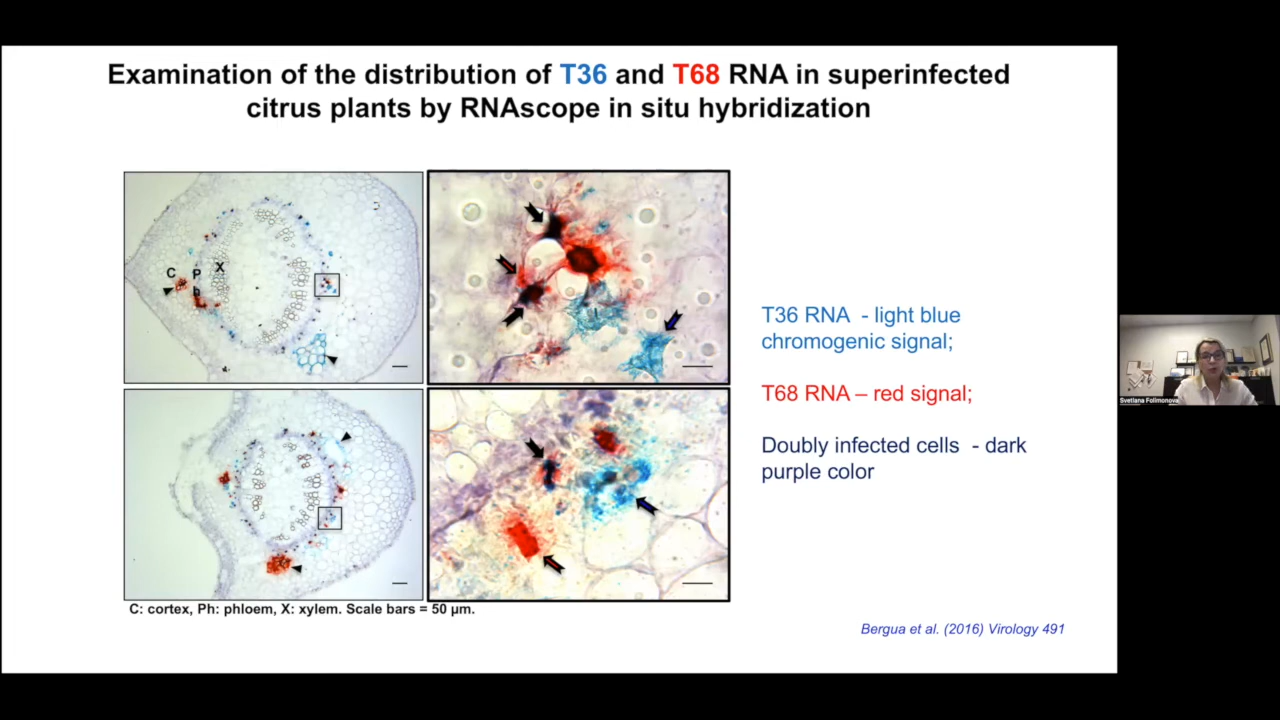 Examination of the distribution of T36 and T68 RNA in superinfected
citrus plants by RNAscope in situ hybridization
C
P
h
X
T36 RNA - light blue
chromogenic signal;
T68 RNA – red signal;
Doubly infected cells - dark
purple color
C: cortex, Ph: phloem, X: xylem. Scale bars = 50 µm.
Bergua et al. (2016) Virology 491
Svetlana Folimonova